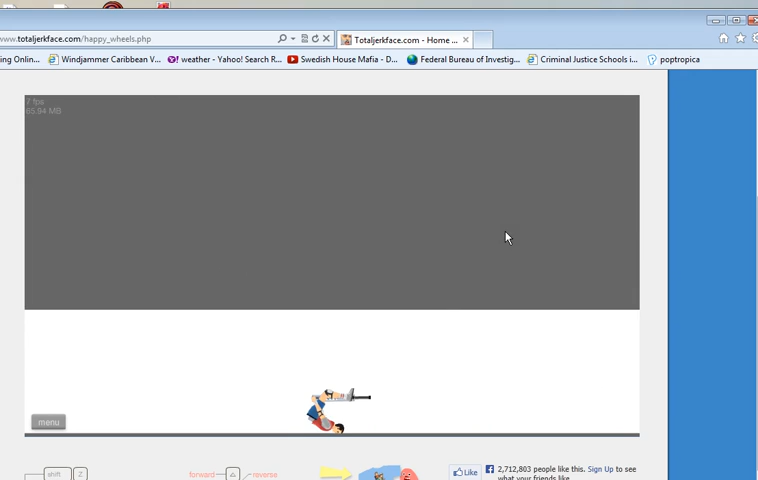 www.totaljerkface.com/happy_wheels.php
Totaljerkface.com - Home ...
ing Online...
Windjammer Caribbean V...
weather - Yahoo! Search R...
Swedish House Mafia - D...
Federal Bureau of Investig...
Criminal Justice Schools i...
poptropica
7 fps
65.94 MB
menu
shift
Z
forward
reverse
Like
2,712,803 people like this. Sign Up to see
what your friends like.